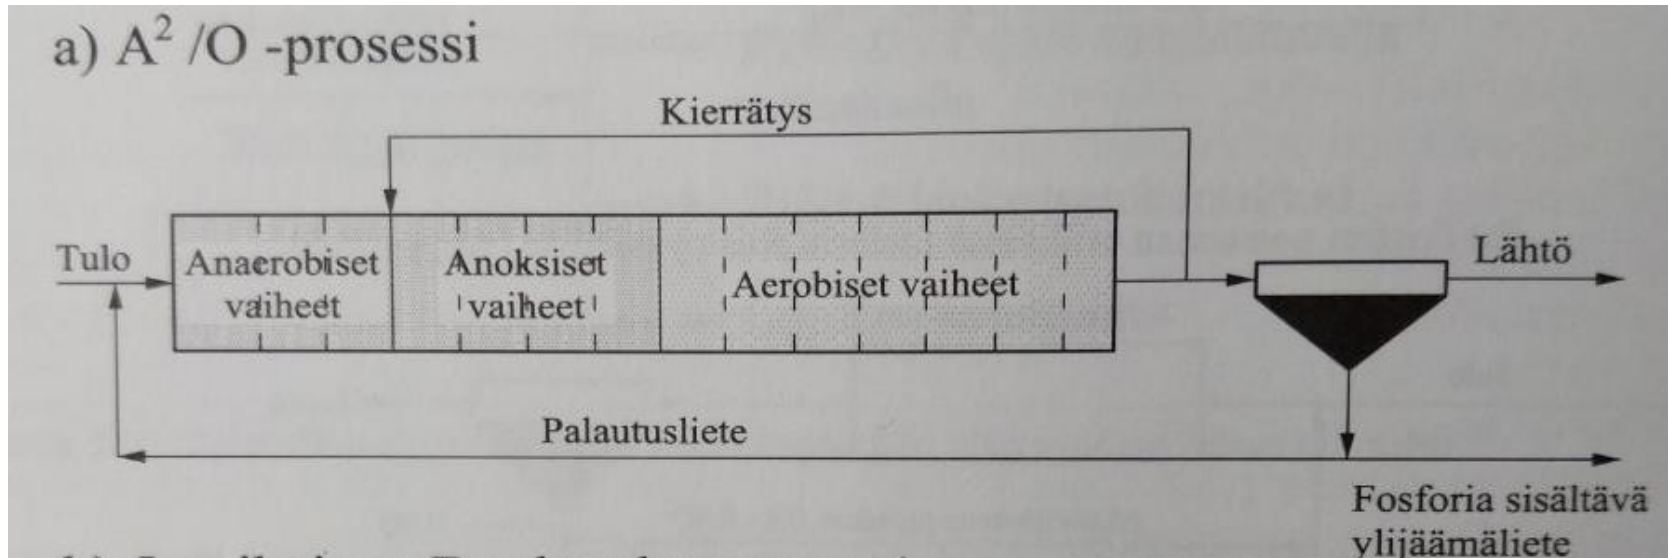 a) A² /O -prosessi
Kierrätys
Tulo
Anaerobiset
vaiheet
Anoksiset
vaiheet
Aerobiset vaiheet
Lähtö
Palautusliete
Fosforia sisältävä
ylijäämäliete